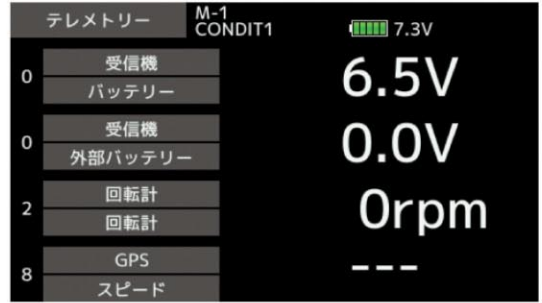 テレメトリー
M-1
CONDIT1
7.3V
0
受信機
バッテリー
6.5V
0
受信機
外部バッテリー
0.0V
2
回転計
回転計
0rpm
8
GPS
スピード
---